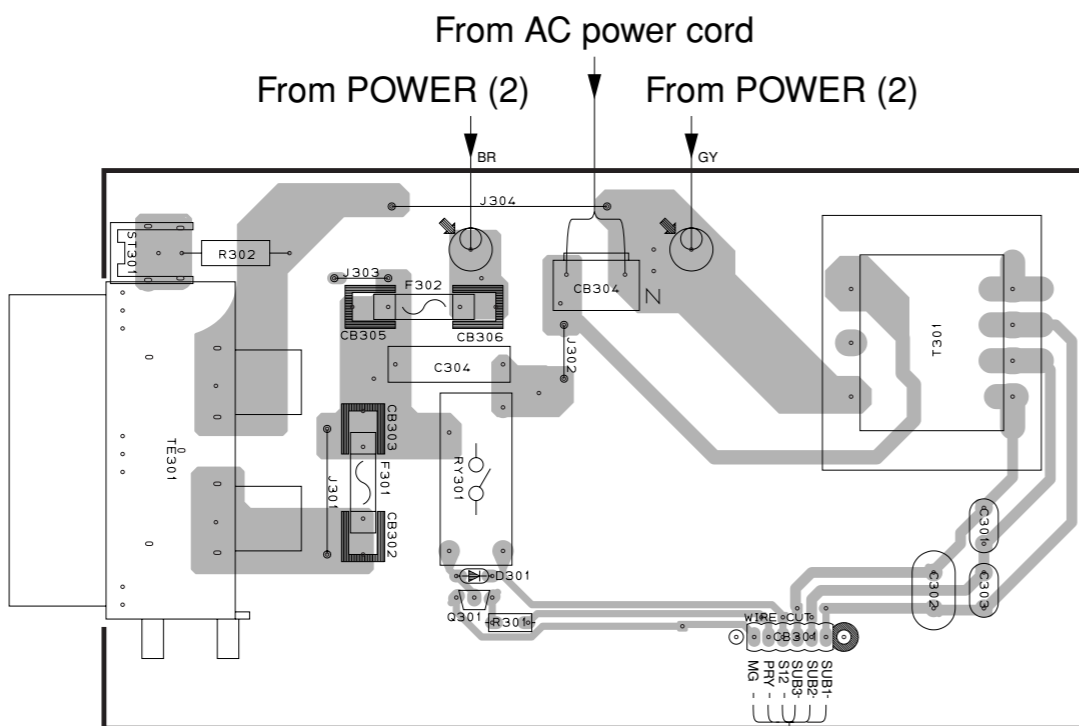 From AC power cord
From POWER (2)
From POWER (2)
BR
GY
J304
ST301
R302
J303
F302
CB304
N
CB305
CB306
J302
T301
C304
CB303
TE301
RY301
F301
J301
CB302
C301
D301
C302
C303
Q301
R301
WIRE CUT
CB301
MG -
PRY -
S12 -
SUB3-
SUB2-
SUB1-